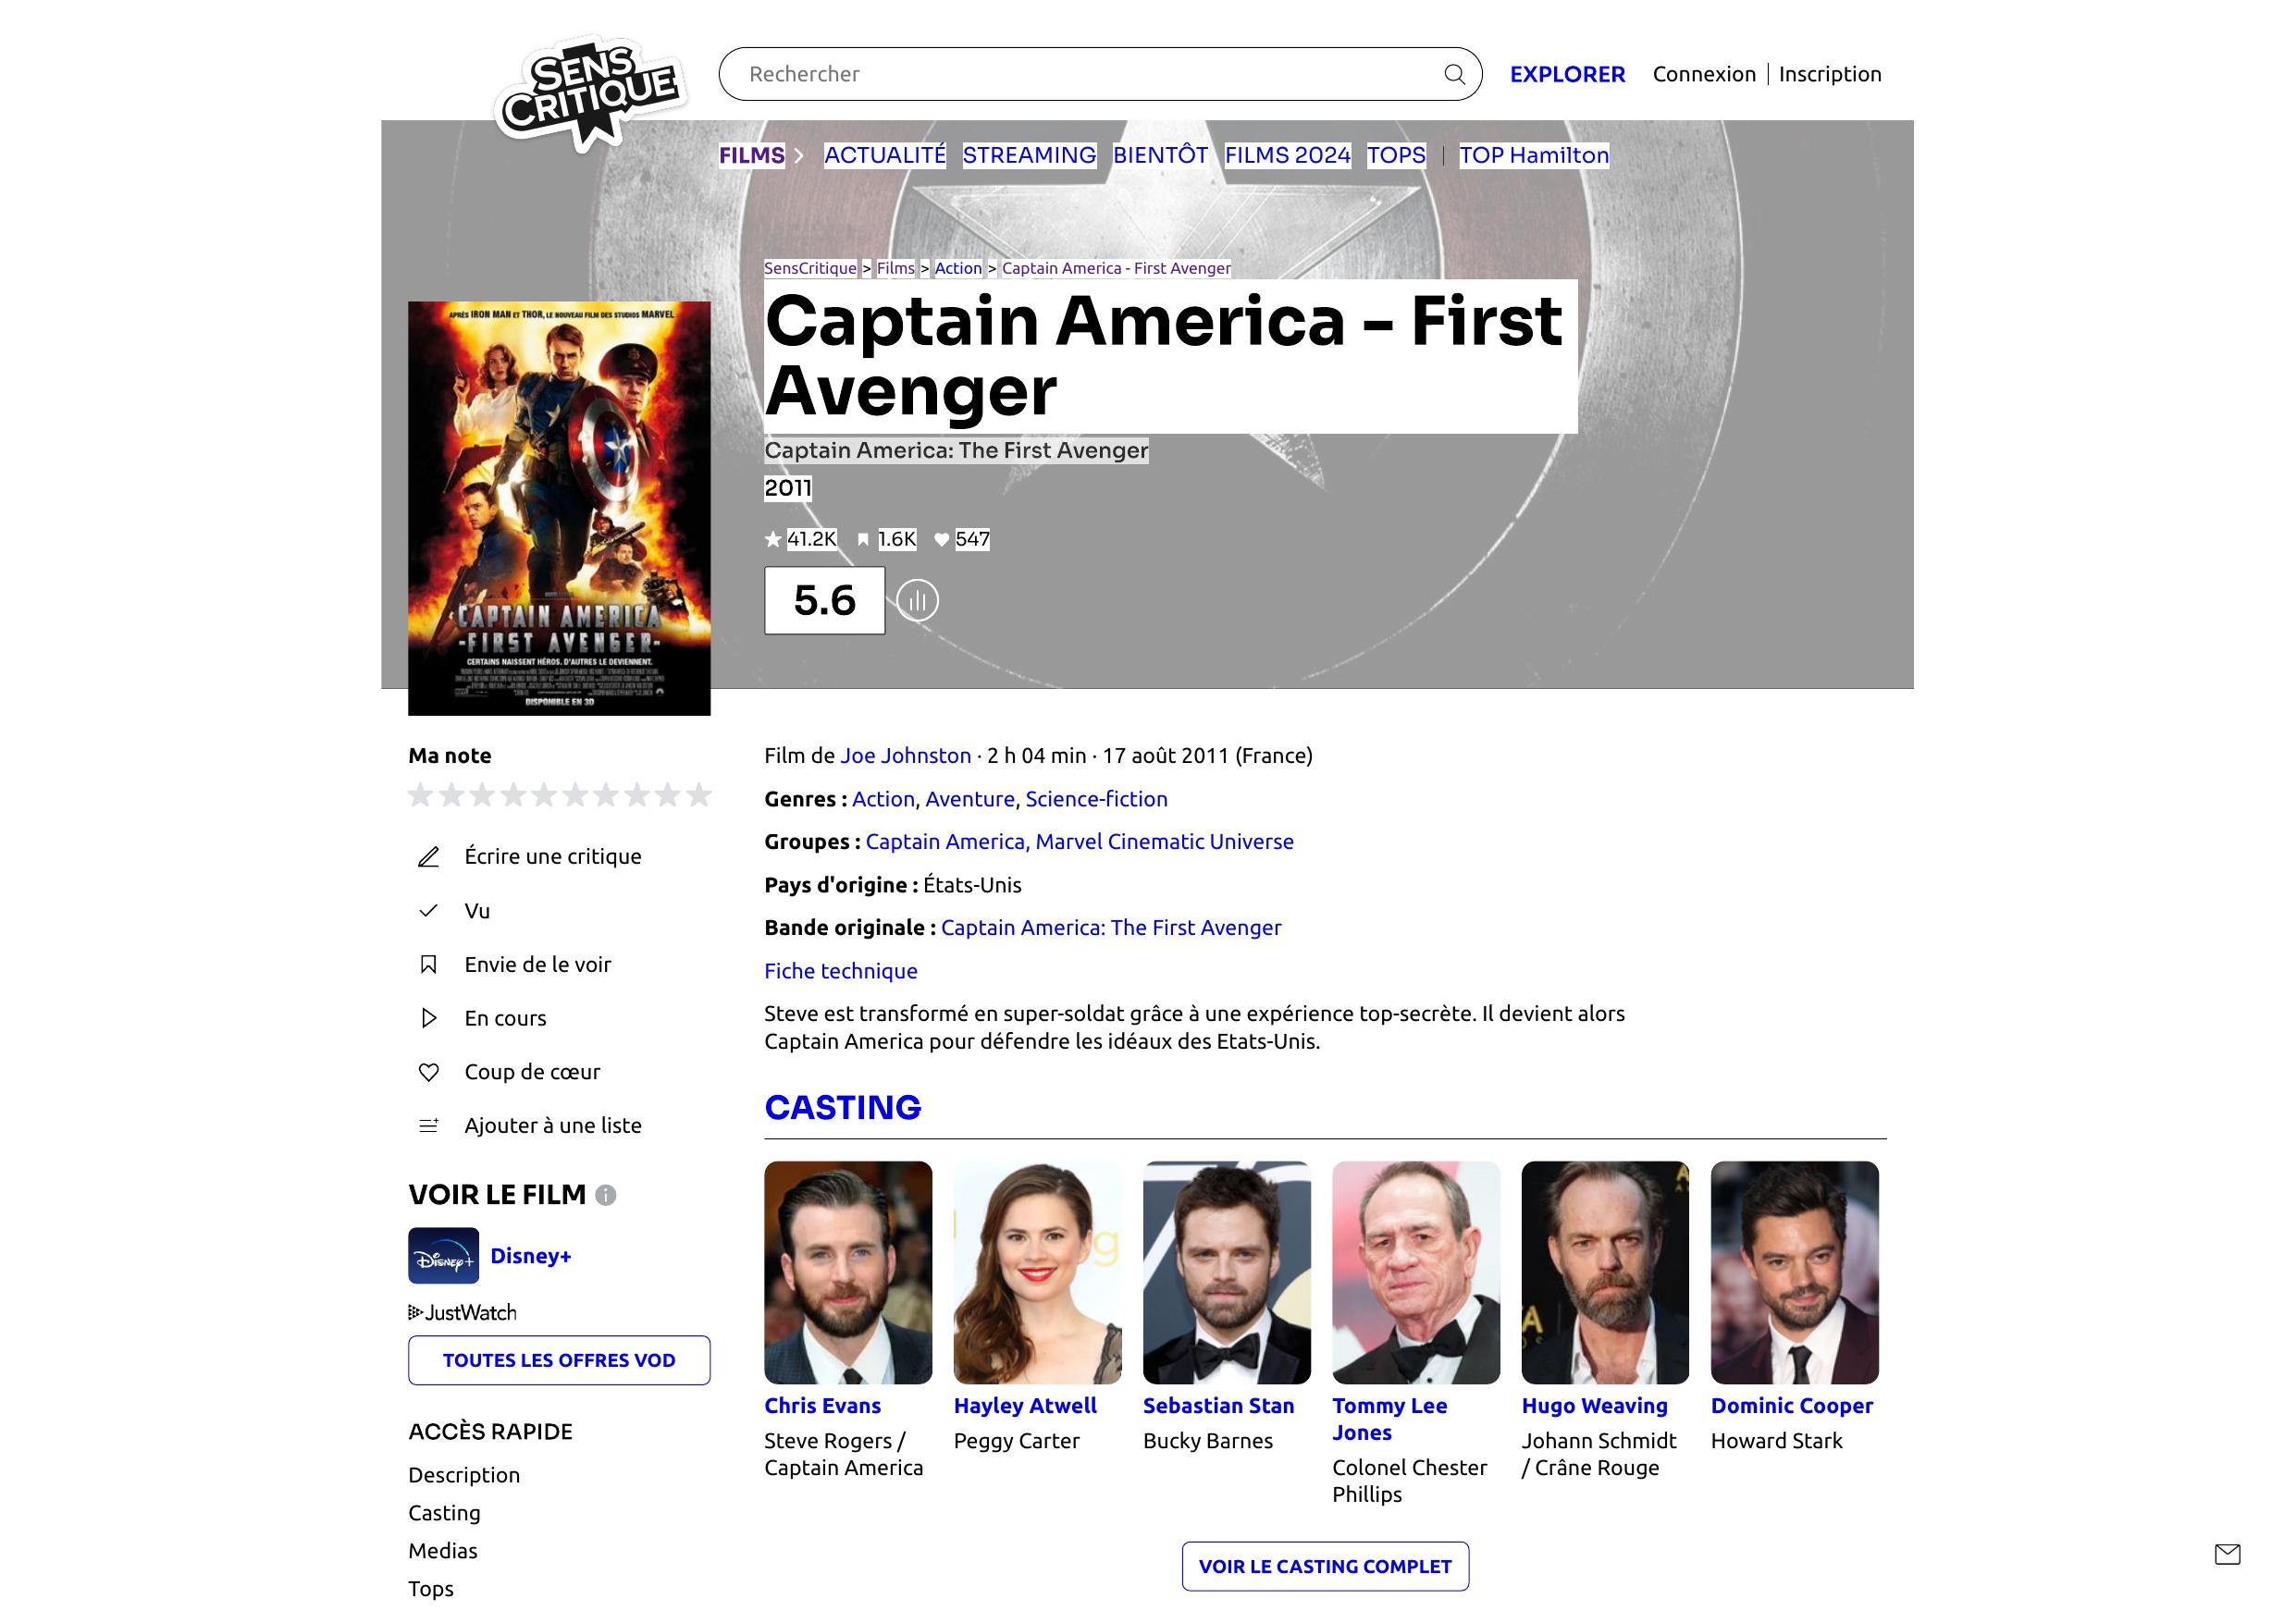 SENS
CRITIQUE
Rechercher
EXPLORER
Connexion
Inscription
FILMS
ACTUALITÉ
STREAMING
BIENTÔT
FILMS 2024
TOPS
TOP Hamilton
SensCritique > Films > Action > Captain America - First Avenger
Captain America - First
Avenger
Captain America: The First Avenger
2011
41.2K
1.6K
547
5.6
APRÈS IRON MAN ET THOR, LE NOUVEAU FILM DES STUDIOS MARVEL
CAPTAIN AMERICA
-FIRST AVENGER-
CERTAINS NAISSENT HÉROS. D'AUTRES LE DEVIENNENT.
DISPONIBLE EN 3D
Ma note
Écrire une critique
Vu
Envie de le voir
En cours
Coup de cœur
Ajouter à une liste
VOIR LE FILM
Disney+
Disney+
JustWatch
TOUTES LES OFFRES VOD
ACCÈS RAPIDE
Description
Casting
Medias
Tops
Film de Joe Johnston · 2 h 04 min · 17 août 2011 (France)
Genres : Action, Aventure, Science-fiction
Groupes : Captain America, Marvel Cinematic Universe
Pays d'origine : États-Unis
Bande originale : Captain America: The First Avenger
Fiche technique
Steve est transformé en super-soldat grâce à une expérience top-secrète. Il devient alors
Captain America pour défendre les idéaux des Etats-Unis.
CASTING
Chris Evans
Steve Rogers /
Captain America
Hayley Atwell
Peggy Carter
Sebastian Stan
Bucky Barnes
Tommy Lee
Jones
Colonel Chester
Phillips
Hugo Weaving
Johann Schmidt
/ Crâne Rouge
Dominic Cooper
Howard Stark
VOIR LE CASTING COMPLET